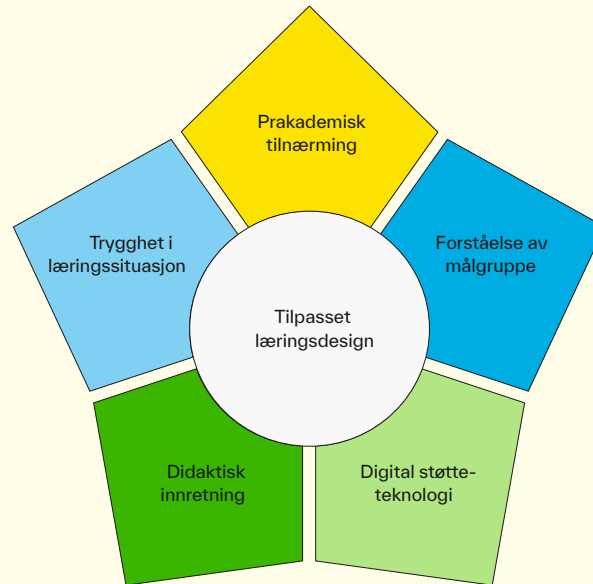 Prakademisk
tilnærming
Trygghet i
læringssituasjon
Forståelse av
målgruppe
Tilpasset
læringsdesign
Didaktisk
innretning
Digital støtte-
teknologi